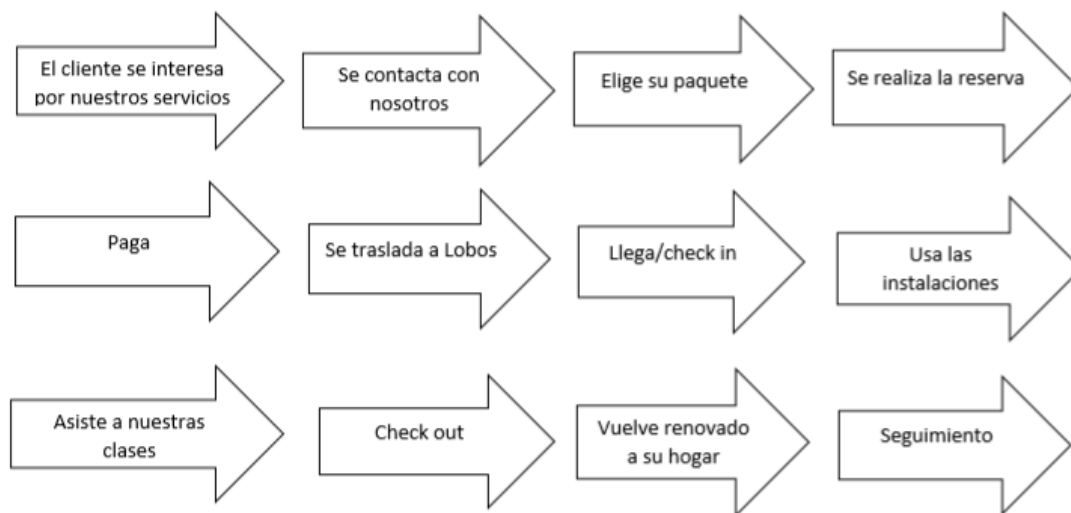 El cliente se interesa
por nuestros servicios
Se contacta con
nosotros
Elige su paquete
Se realiza la reserva
Paga
Se traslada a Lobos
Llega/check in
Usa las
instalaciones
Asiste a nuestras
clases
Check out
Vuelve renovado
a su hogar
Seguimiento